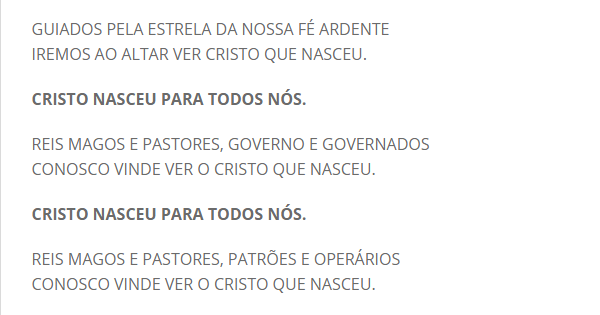 GUIADOS PELA ESTRELA DA NOSSA FÉ ARDENTE
IREMOS AO ALTAR VER CRISTO QUE NASCEU.
CRISTO NASCEU PARA TODOS NÓS.
REIS MAGOS E PASTORES, GOVERNO E GOVERNADOS
CONOSCO VINDE VER O CRISTO QUE NASCEU.
CRISTO NASCEU PARA TODOS NÓS.
REIS MAGOS E PASTORES, PATRÕES E OPERÁRIOS
CONOSCO VINDE VER O CRISTO QUE NASCEU.